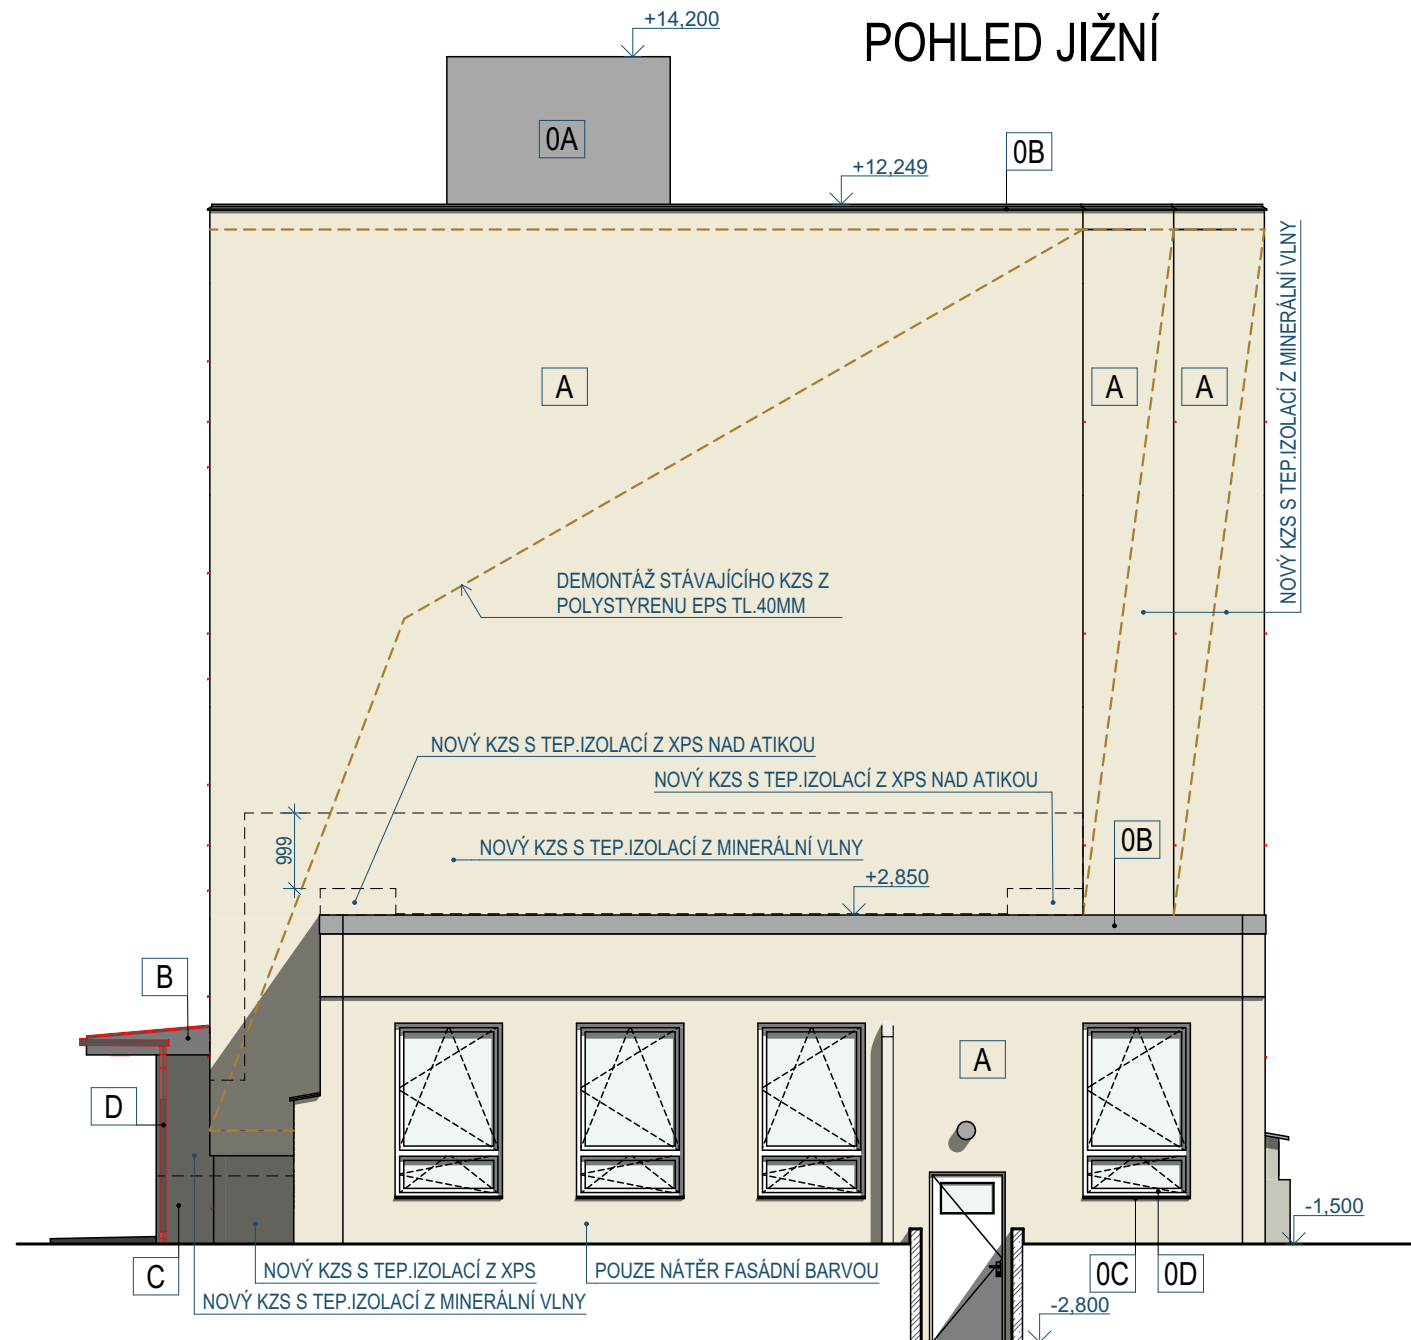 +14,200
POHLED JIŽNÍ
0A
0B
+12,249
NOVÝ KZS S TEP.IZOLACÍ Z MINERÁLNÍ VLNY
A
A
A
DEMONTÁŽ STÁVAJÍCÍHO KZS Z
POLYSTYRENU EPS TL.40MM
NOVÝ KZS S TEP.IZOLACÍ Z XPS NAD ATIKOU
NOVÝ KZS S TEP.IZOLACÍ Z XPS NAD ATIKOU
999
NOVÝ KZS S TEP.IZOLACÍ Z MINERÁLNÍ VLNY
0B
+2,850
B
A
D
-1,500
C
NOVÝ KZS S TEP.IZOLACÍ Z XPS
POUZE NÁTĚR FASÁDNÍ BARVOU
0C
0D
NOVÝ KZS S TEP.IZOLACÍ Z MINERÁLNÍ VLNY
-2,800